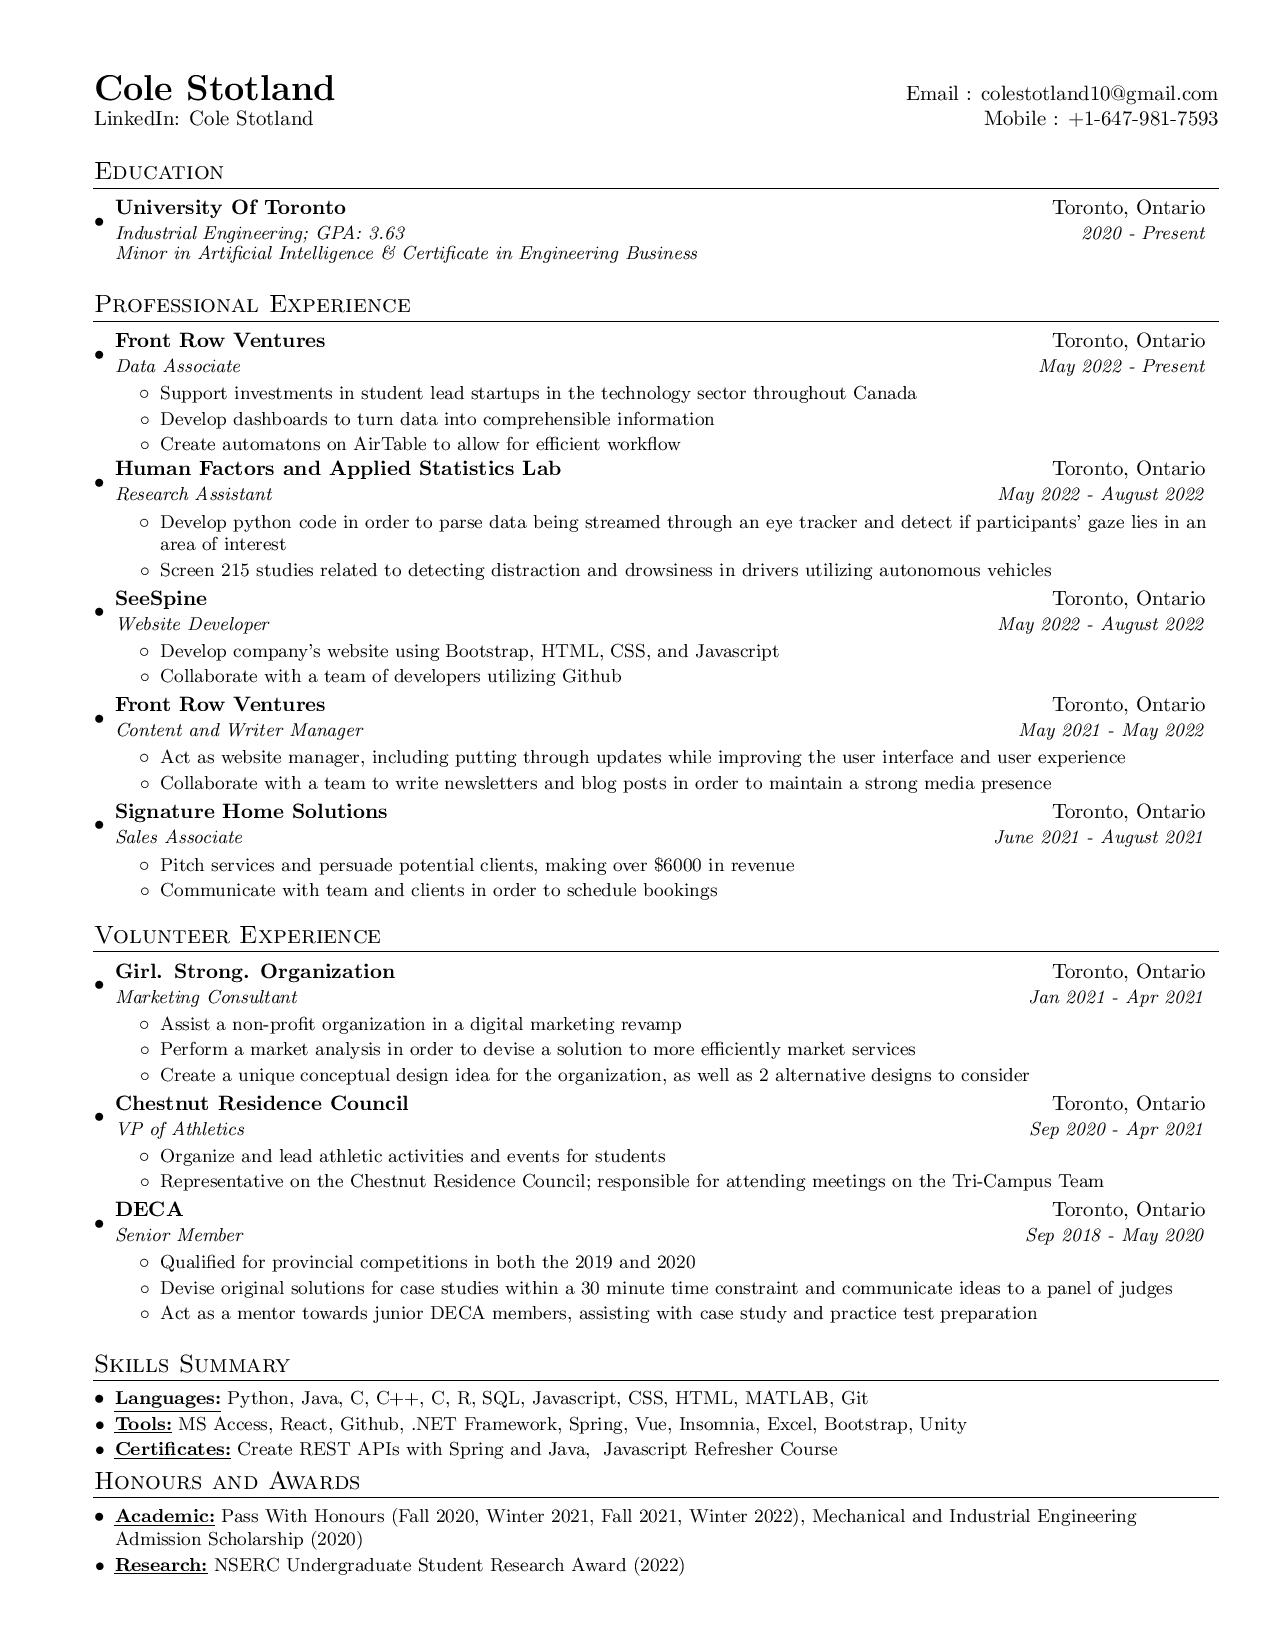 Cole Stotland
Email : colestotland10@gmail.com
LinkedIn: Cole Stotland
Mobile : +1-647-981-7593
Education
• University Of Toronto Toronto, Ontario
Industrial Engineering; GPA: 3.63 2020 - Present
Minor in Artificial Intelligence & Certificate in Engineering Business
Professional Experience
• Front Row Ventures Toronto, Ontario
Data Associate May 2022 - Present
◦ Support investments in student lead startups in the technology sector throughout Canada
◦ Develop dashboards to turn data into comprehensible information
◦ Create automatons on AirTable to allow for efficient workflow
• Human Factors and Applied Statistics Lab Toronto, Ontario
Research Assistant May 2022 - August 2022
◦ Develop python code in order to parse data being streamed through an eye tracker and detect if participants' gaze lies in an
area of interest
◦ Screen 215 studies related to detecting distraction and drowsiness in drivers utilizing autonomous vehicles
• SeeSpine Toronto, Ontario
Website Developer May 2022 - August 2022
◦ Develop company's website using Bootstrap, HTML, CSS, and Javascript
◦ Collaborate with a team of developers utilizing Github
• Front Row Ventures Toronto, Ontario
Content and Writer Manager May 2021 - May 2022
◦ Act as website manager, including putting through updates while improving the user interface and user experience
◦ Collaborate with a team to write newsletters and blog posts in order to maintain a strong media presence
• Signature Home Solutions Toronto, Ontario
Sales Associate June 2021 - August 2021
◦ Pitch services and persuade potential clients, making over $6000 in revenue
◦ Communicate with team and clients in order to schedule bookings
Volunteer Experience
• Girl. Strong. Organization Toronto, Ontario
Marketing Consultant Jan 2021 - Apr 2021
◦ Assist a non-profit organization in a digital marketing revamp
◦ Perform a market analysis in order to devise a solution to more efficiently market services
◦ Create a unique conceptual design idea for the organization, as well as 2 alternative designs to consider
• Chestnut Residence Council Toronto, Ontario
VP of Athletics Sep 2020 - Apr 2021
◦ Organize and lead athletic activities and events for students
◦ Representative on the Chestnut Residence Council; responsible for attending meetings on the Tri-Campus Team
• DECA Toronto, Ontario
Senior Member Sep 2018 - May 2020
◦ Qualified for provincial competitions in both the 2019 and 2020
◦ Devise original solutions for case studies within a 30 minute time constraint and communicate ideas to a panel of judges
◦ Act as a mentor towards junior DECA members, assisting with case study and practice test preparation
Skills Summary
• Languages: Python, Java, C, C++, C, R, SQL, Javascript, CSS, HTML, MATLAB, Git
• Tools: MS Access, React, Github, .NET Framework, Spring, Vue, Insomnia, Excel, Bootstrap, Unity
• Certificates: Create REST APIs with Spring and Java, Javascript Refresher Course
Honours and Awards
• Academic: Pass With Honours (Fall 2020, Winter 2021, Fall 2021, Winter 2022), Mechanical and Industrial Engineering
Admission Scholarship (2020)
• Research: NSERC Undergraduate Student Research Award (2022)